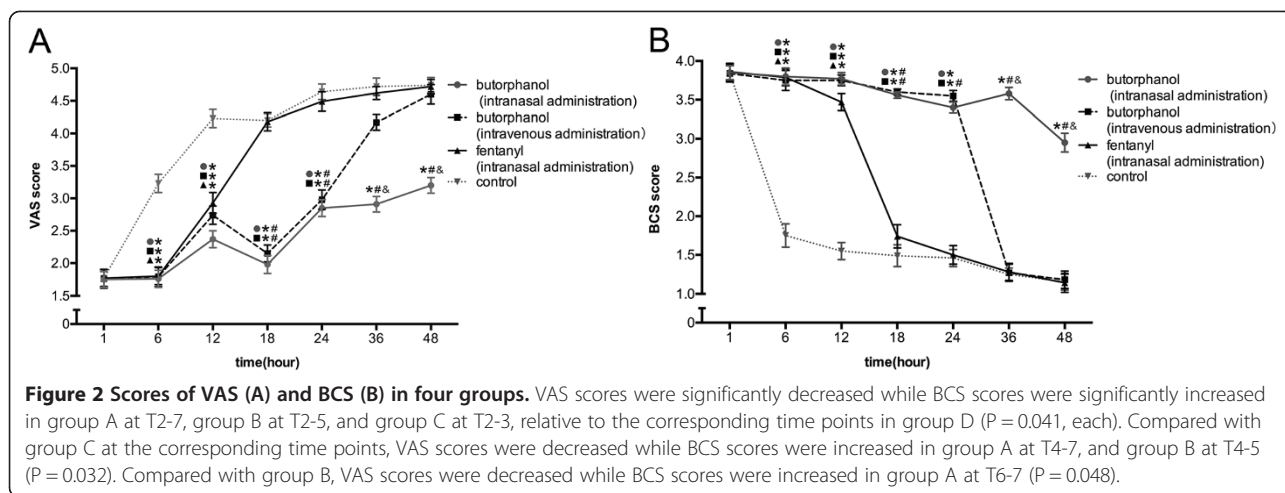 A
B
5.0
4.5
4.0
3.5
3.0
2.5
2.0
1.5
0
VAS score
●*
■*
▲*
●*
■*
▲*
●*#
■*#
●*#
■*#
*#&
*#&
1 6 12 18 24 36 48
time(hour)
butorphanol
(intranasal administration)
butorphanol
(intravenous administration)
fentanyl
(intranasal administration)
control
4.0
3.5
3.0
2.5
2.0
1.5
1.0
0
BCS score
●*
■*
▲*
●*
■*
▲*
●*#
■*#
●*
■*#
*#&
*#&
1 6 12 18 24 36 48
time(hour)
butorphanol
(intranasal administration)
butorphanol
(intravenous administration)
fentanyl
(intranasal administration)
control
Figure 2 Scores of VAS (A) and BCS (B) in four groups. VAS scores were significantly decreased while BCS scores were significantly increased
in group A at T2-7, group B at T2-5, and group C at T2-3, relative to the corresponding time points in group D (P = 0.041, each). Compared with
group C at the corresponding time points, VAS scores were decreased while BCS scores were increased in group A at T4-7, and group B at T4-5
(P = 0.032). Compared with group B, VAS scores were decreased while BCS scores were increased in group A at T6-7 (P = 0.048).